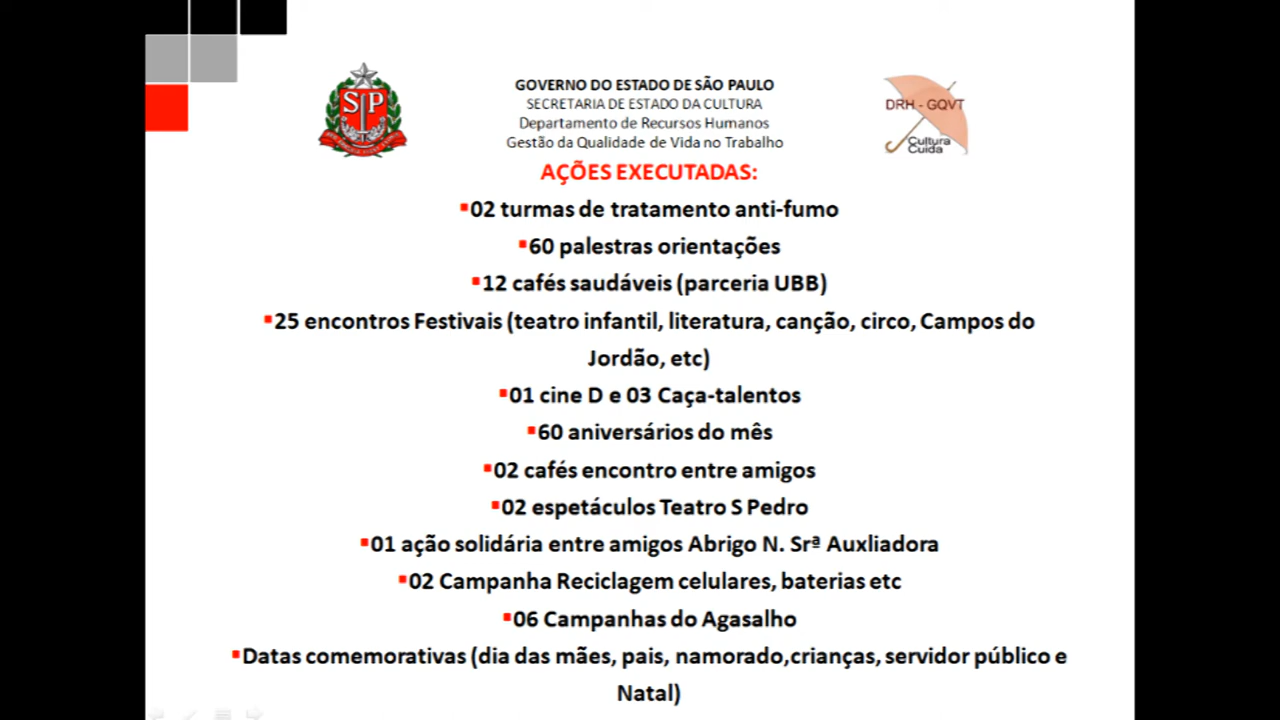 GOVERNO DO ESTADO DE SÃO PAULO
SECRETARIA DE ESTADO DA CULTURA
Departamento de Recursos Humanos
Gestão da Qualidade de Vida no Trabalho
SP
DRH - GQVT
Cultura
Cuida
AÇÕES EXECUTADAS:
▪02 turmas de tratamento anti-fumo
▪60 palestras orientações
▪12 cafés saudáveis (parceria UBB)
▪25 encontros Festivais (teatro infantil, literatura, canção, circo, Campos do
Jordão, etc)
▪01 cine D e 03 Caça-talentos
▪60 aniversários do mês
▪02 cafés encontro entre amigos
▪02 espetáculos Teatro S Pedro
▪01 ação solidária entre amigos Abrigo N. Srª Auxliadora
▪02 Campanha Reciclagem celulares, baterias etc
▪06 Campanhas do Agasalho
▪Datas comemorativas (dia das mães, pais, namorado,crianças, servidor público e
Natal)